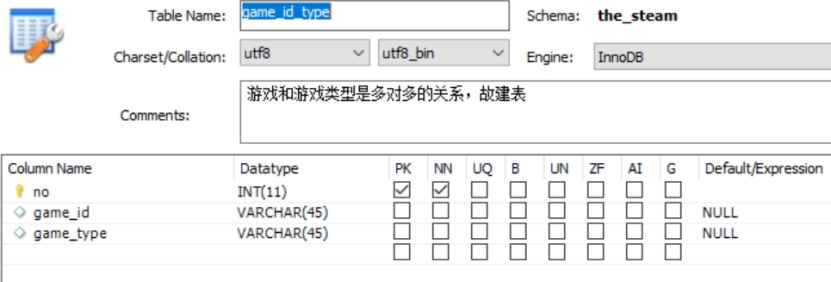 Table Name: game_id_type Schema: the_steam
Charset/Collation: utf8 utf8_bin Engine: InnoDB
Comments: 游戏和游戏类型是多对多的关系，故建表
Column Name Datatype PK NN UQ B UN ZF AI G Default/Expression
no INT(11)
game_id VARCHAR(45) NULL
game_type VARCHAR(45) NULL